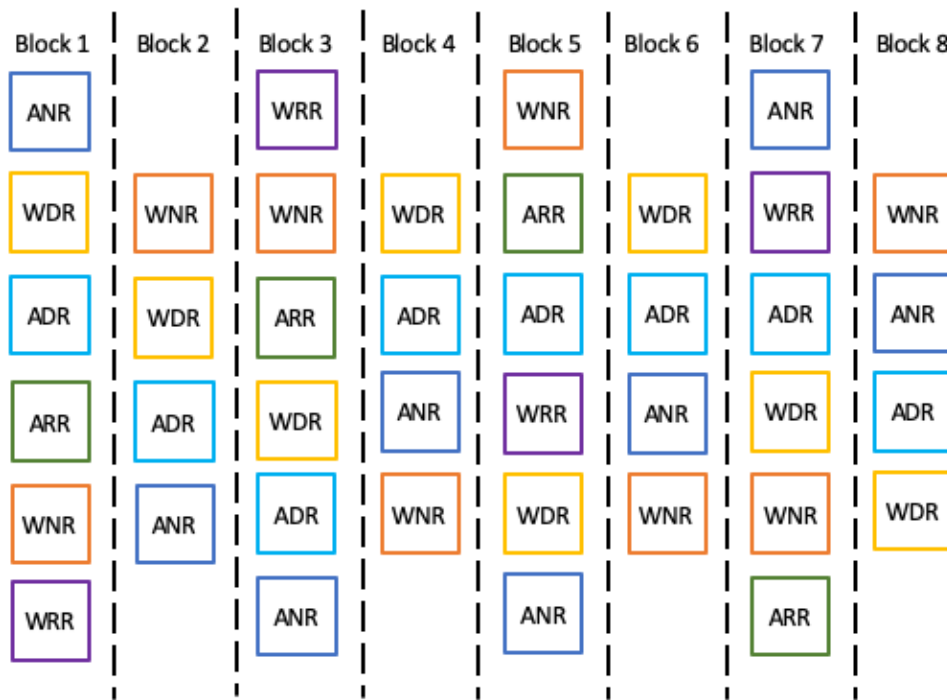 Block 1 Block 2 Block 3 Block 4 Block 5 Block 6 Block 7 Block 8
ANR WRR WNR ANR
WDR WNR WNR WDR ARR WDR WRR WNR
ADR WDR ARR ADR ADR ADR ADR ANR
ARR ADR WDR ANR WRR ANR WDR ADR
WNR ANR ADR WNR WDR WNR WNR WDR
WRR ANR ANR ARR